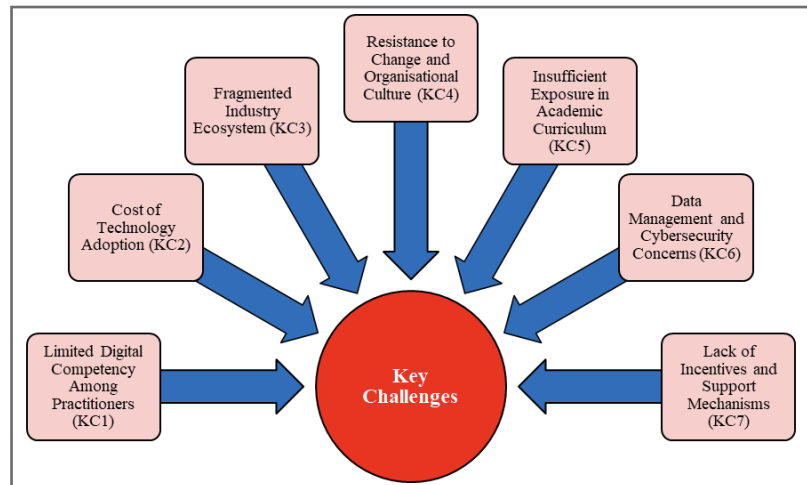 Limited Digital
Competency
Among
Practitioners
(KC1)
Cost of
Technology
Adoption (KC2)
Fragmented
Industry
Ecosystem (KC3)
Resistance to
Change and
Organisational
Culture (KC4)
Insufficient
Exposure in
Academic
Curriculum
(KC5)
Data
Management and
Cybersecurity
Concerns (KC6)
Lack of
Incentives and
Support
Mechanisms
(KC7)
Key
Challenges